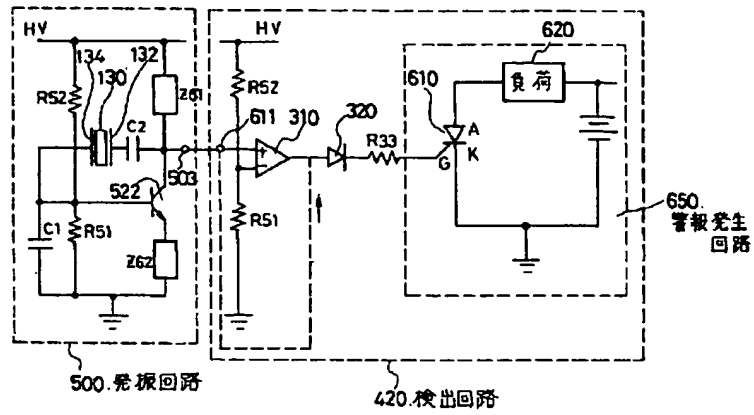 HV
134
130
132
R52
C2
Z61
522
503
C1
R51
Z62
500.発振回路
HV
R52
611
310
320
R33
R51
420.検出回路
620
負荷
610
A
K
G
650.
警報発生
回路